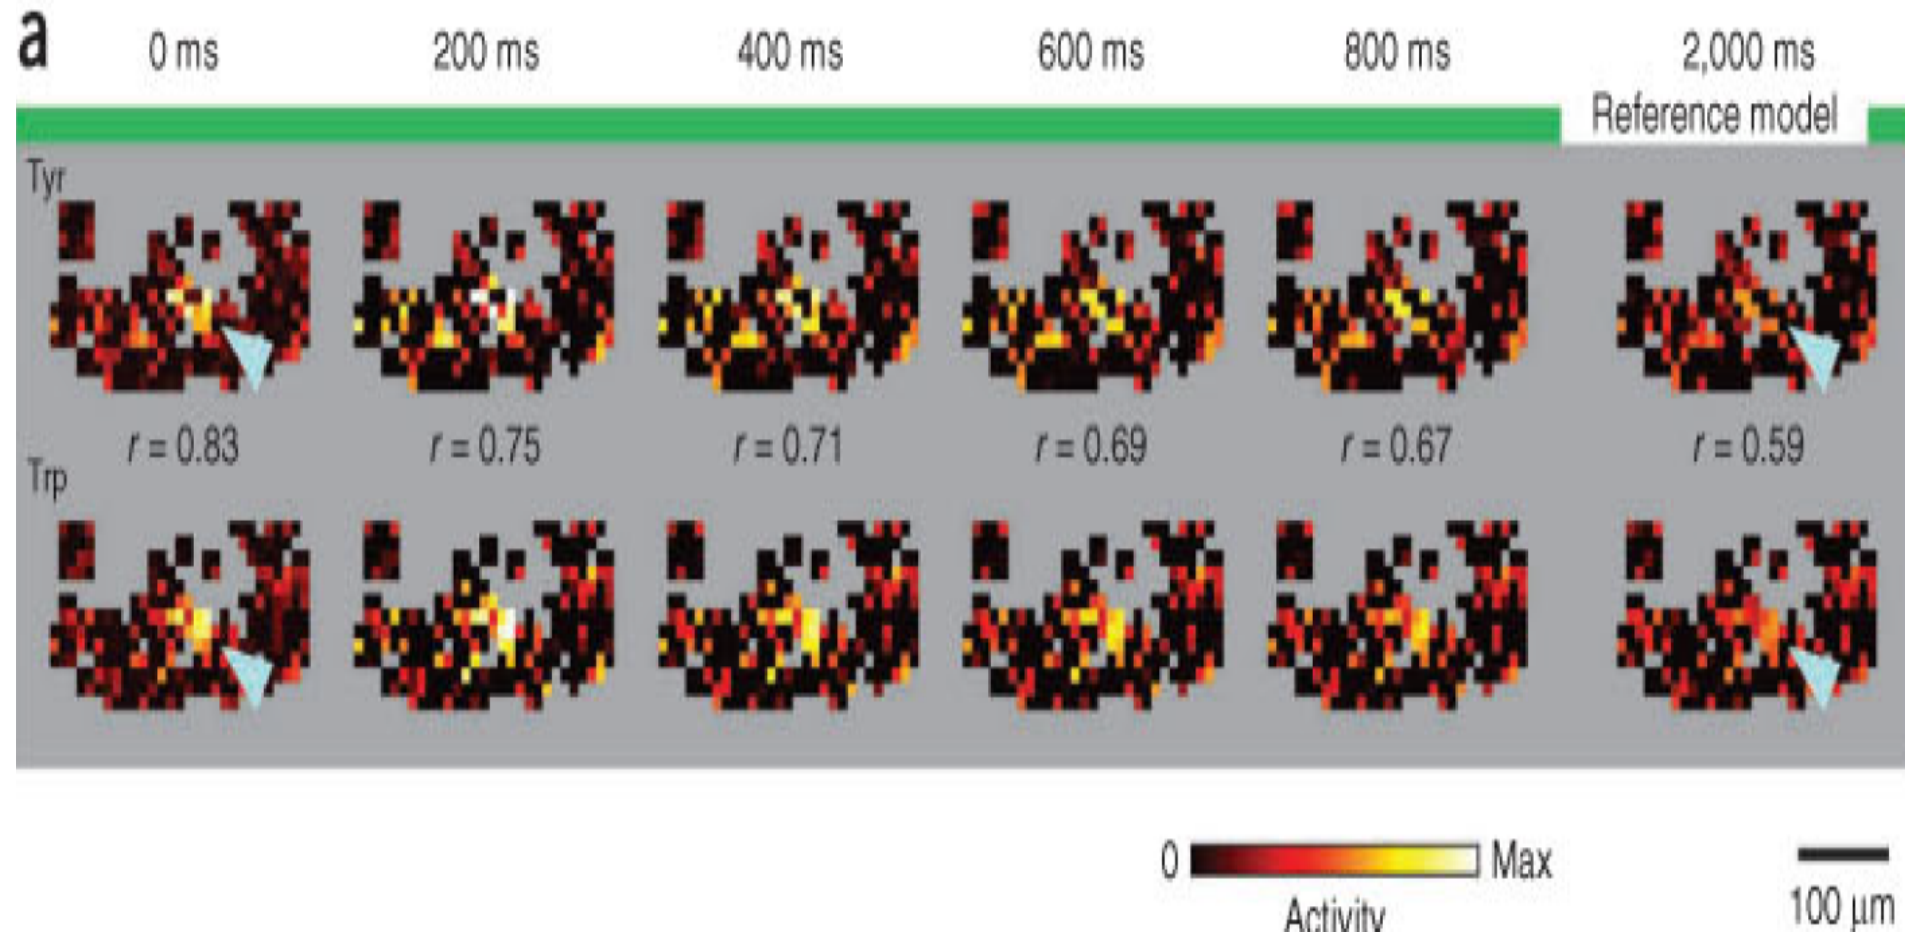 a
0 ms 200 ms 400 ms 600 ms 800 ms 2,000 ms
Reference model
Tyr
r = 0.83 r = 0.75 r = 0.71 r = 0.69 r = 0.67 r = 0.59
Trp
0 Max
Activity
100 µm